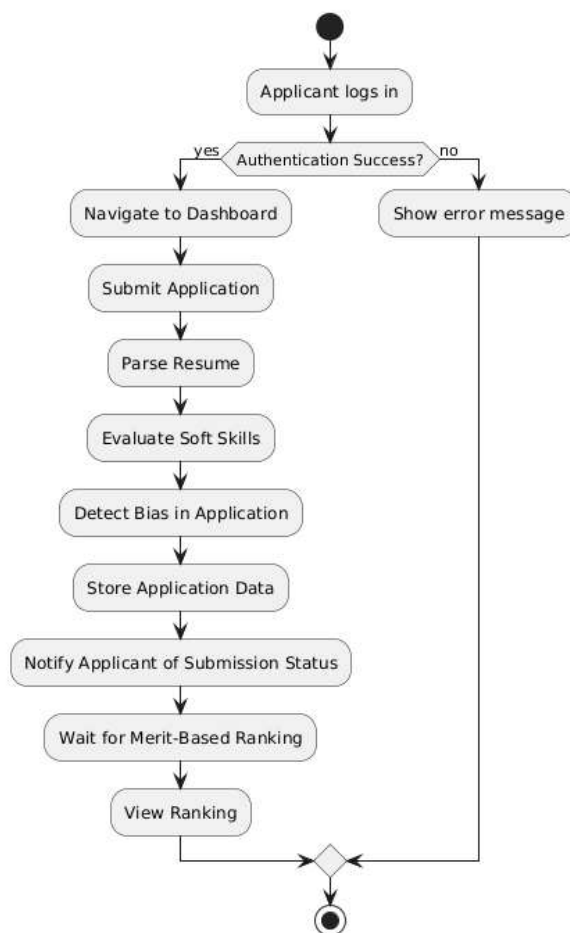 Applicant logs in
yes
Authentication Success?
no
Navigate to Dashboard
Show error message
Submit Application
Parse Resume
Evaluate Soft Skills
Detect Bias in Application
Store Application Data
Notify Applicant of Submission Status
Wait for Merit-Based Ranking
View Ranking